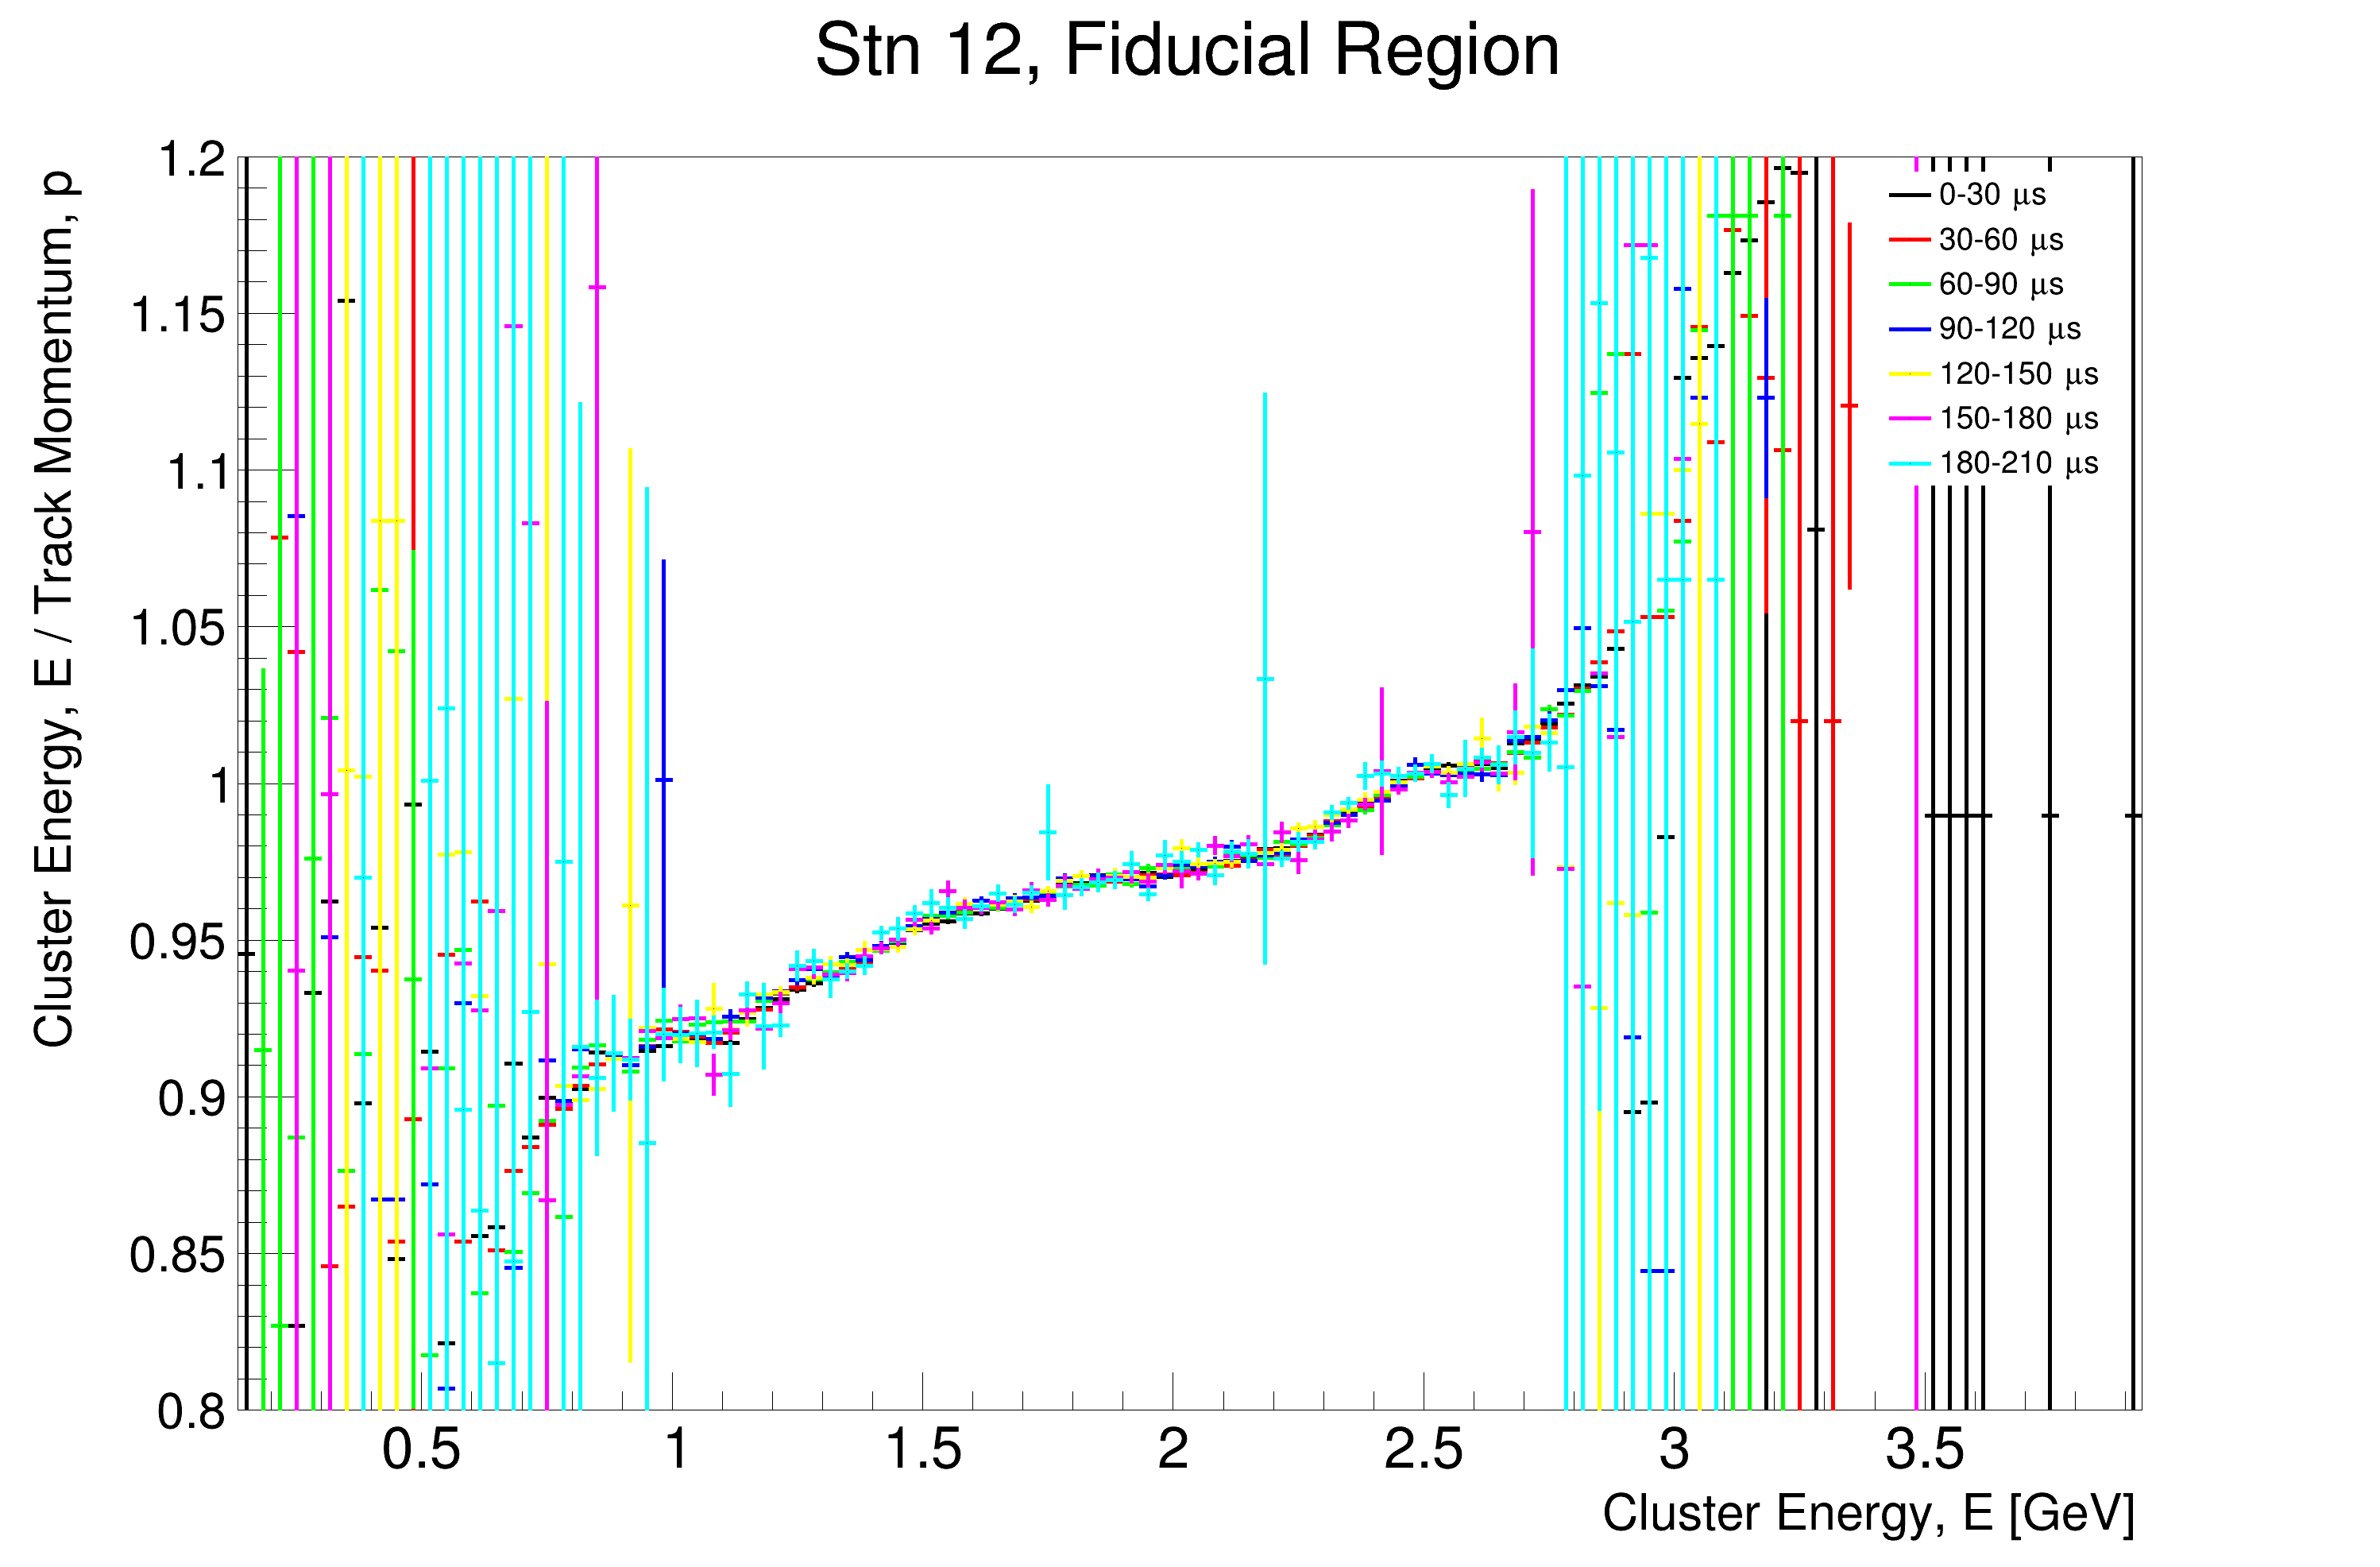 Stn 12, Fiducial Region
Cluster Energy, E / Track Momentum, p
1.2
1.15
1.1
1.05
1
0.95
0.9
0.85
0.8
0-30 μs
30-60 μs
60-90 μs
90-120 μs
120-150 μs
150-180 μs
180-210 μs
0.5 1 1.5 2 2.5 3 3.5
Cluster Energy, E [GeV]